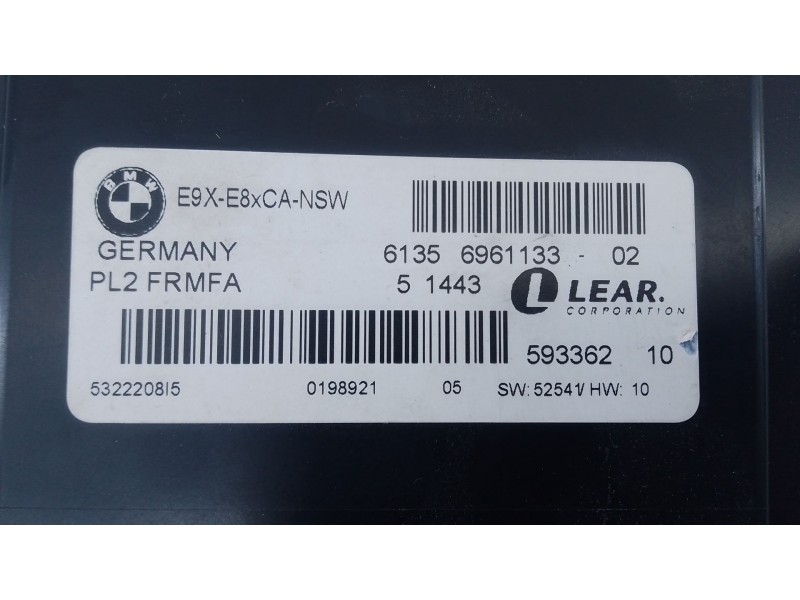 BMW
E9X-E8xCA-NSW
GERMANY 6135 6961133 - 02
PL2 FRMFA 5 1443
LEAR.
CORPORATION
593362 10
5322208I5 0198921 05 SW: 52541/ HW: 10